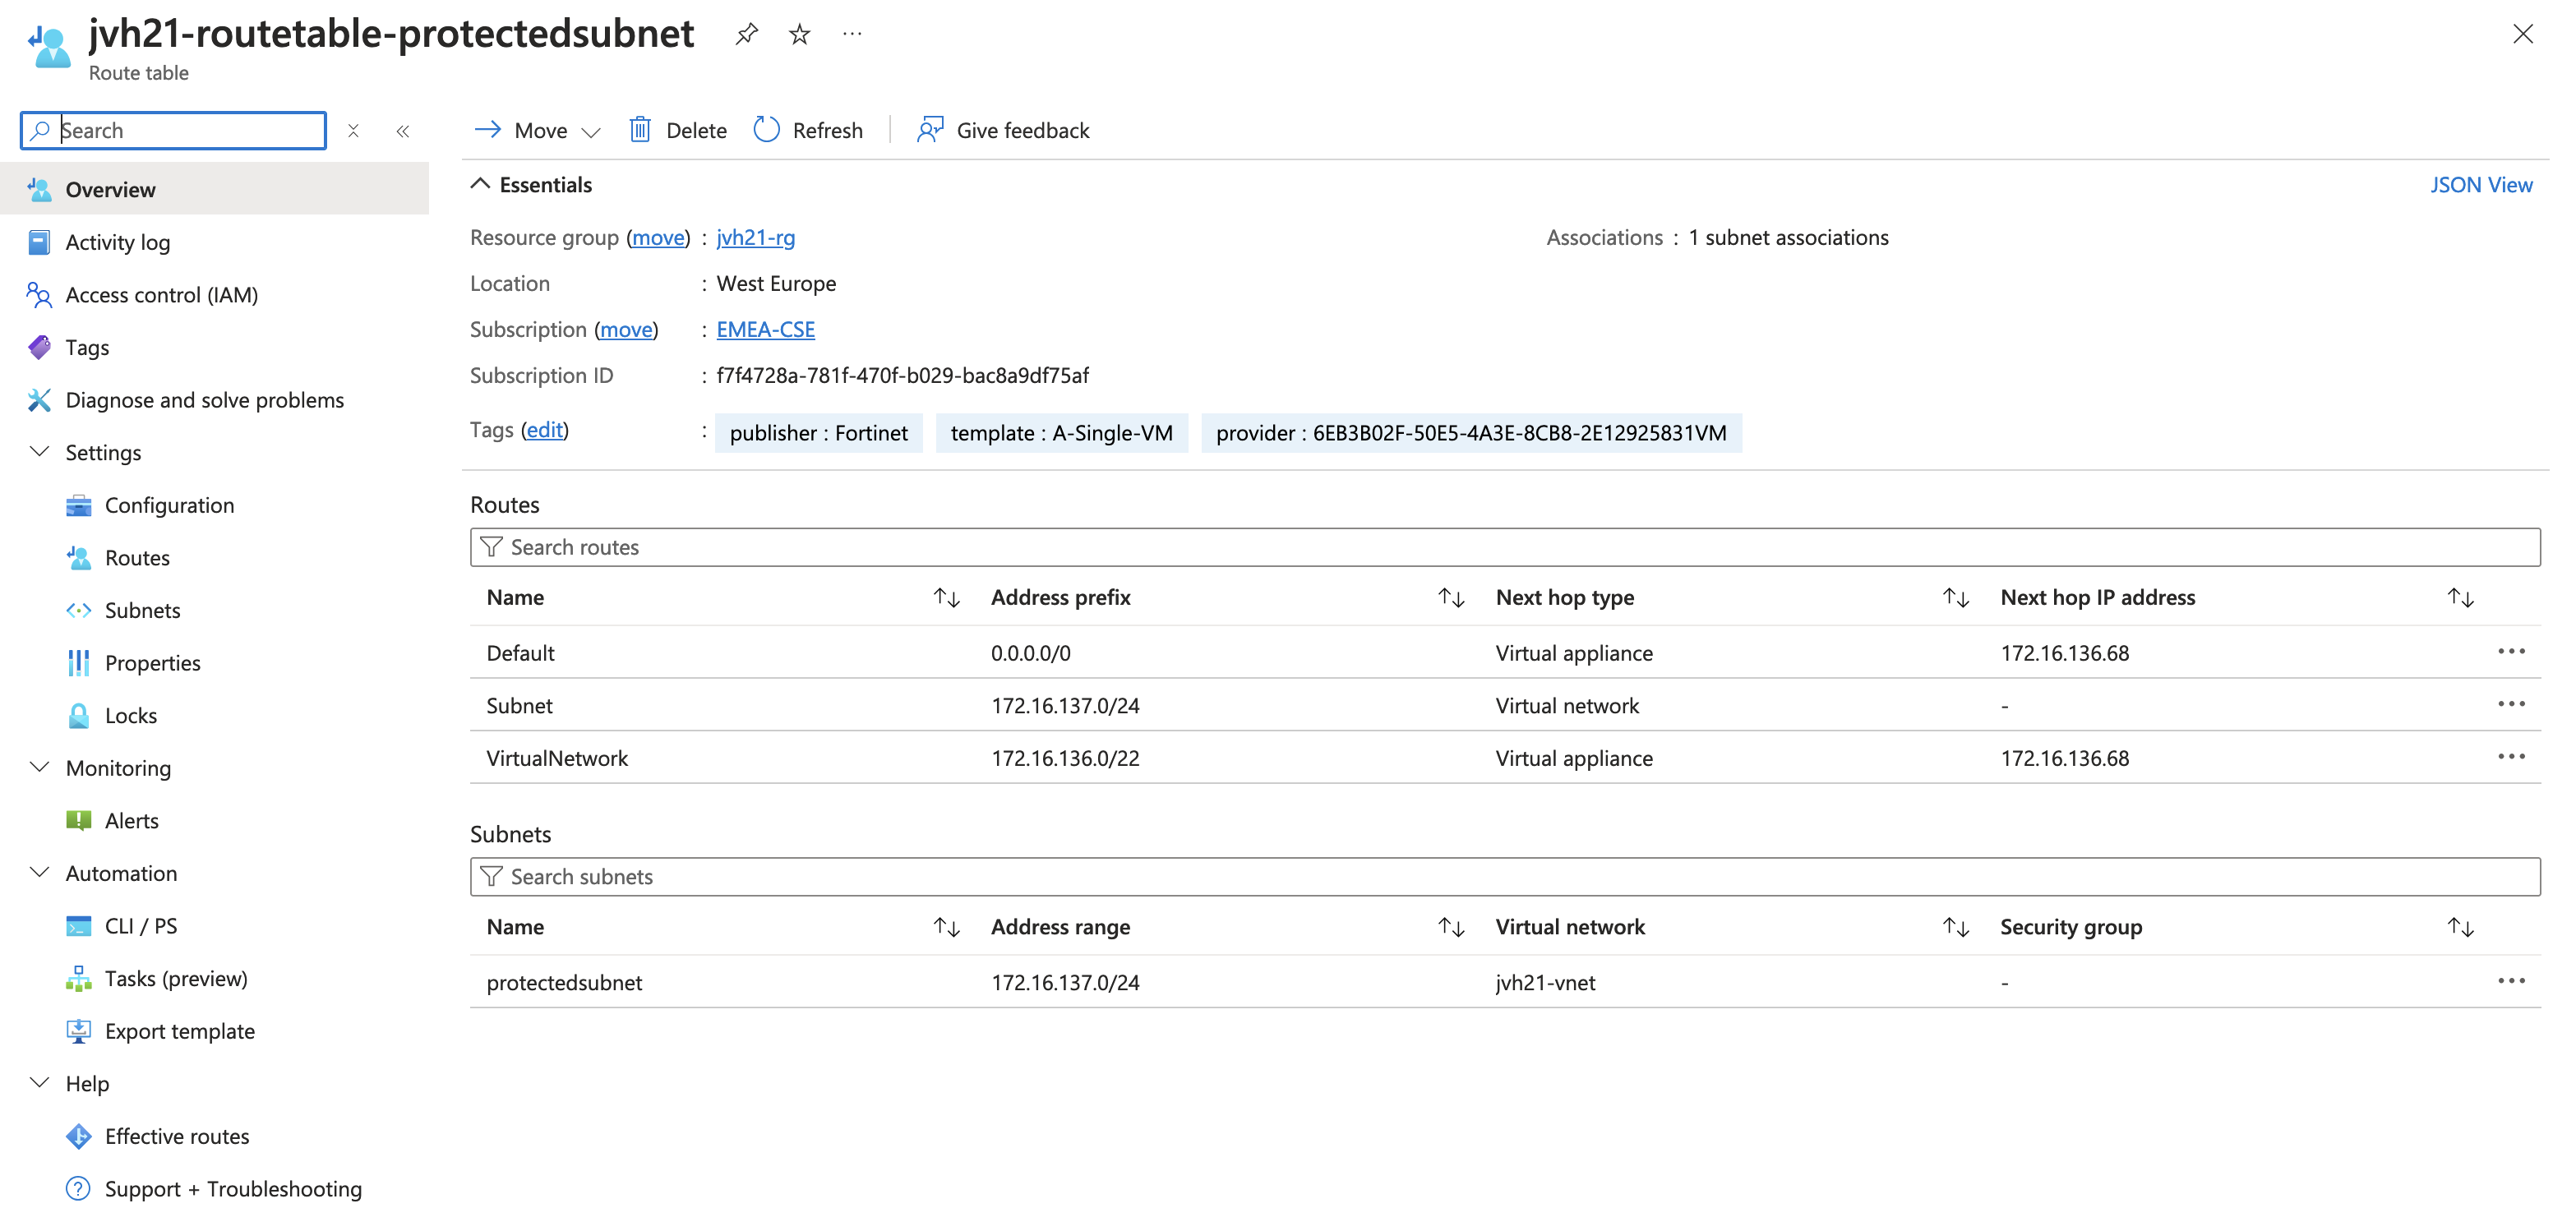 jvh21-routetable-protectedsubnet
Route table
Search
Move
Delete
Refresh
Give feedback
Overview
Activity log
Access control (IAM)
Tags
Diagnose and solve problems
Settings
Configuration
Routes
Subnets
Properties
Locks
Monitoring
Alerts
Automation
CLI / PS
Tasks (preview)
Export template
Help
Effective routes
Support + Troubleshooting
Essentials
JSON View
Resource group (move) : jvh21-rg
Associations : 1 subnet associations
Location : West Europe
Subscription (move) : EMEA-CSE
Subscription ID : f7f4728a-781f-470f-b029-bac8a9df75af
Tags (edit) : publisher : Fortinet template : A-Single-VM provider : 6EB3B02F-50E5-4A3E-8CB8-2E12925831VM
Routes
Search routes
Name Address prefix Next hop type Next hop IP address
Default 0.0.0.0/0 Virtual appliance 172.16.136.68
Subnet 172.16.137.0/24 Virtual network -
VirtualNetwork 172.16.136.0/22 Virtual appliance 172.16.136.68
Subnets
Search subnets
Name Address range Virtual network Security group
protectedsubnet 172.16.137.0/24 jvh21-vnet -